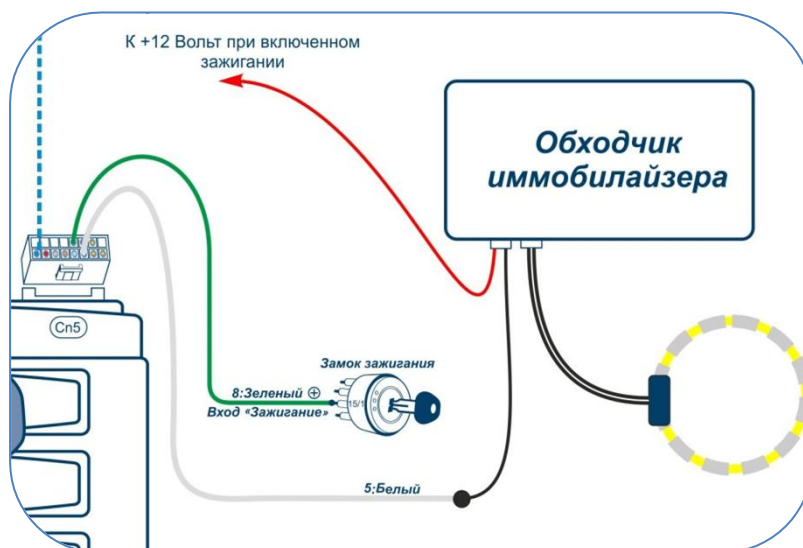 К +12 Вольт при включенном
зажигании
Обходчик
иммобилайзера
Сп5
Замок зажигания
8:Зеленый ⊕
15/1
Вход «Зажигание»
5:Белый